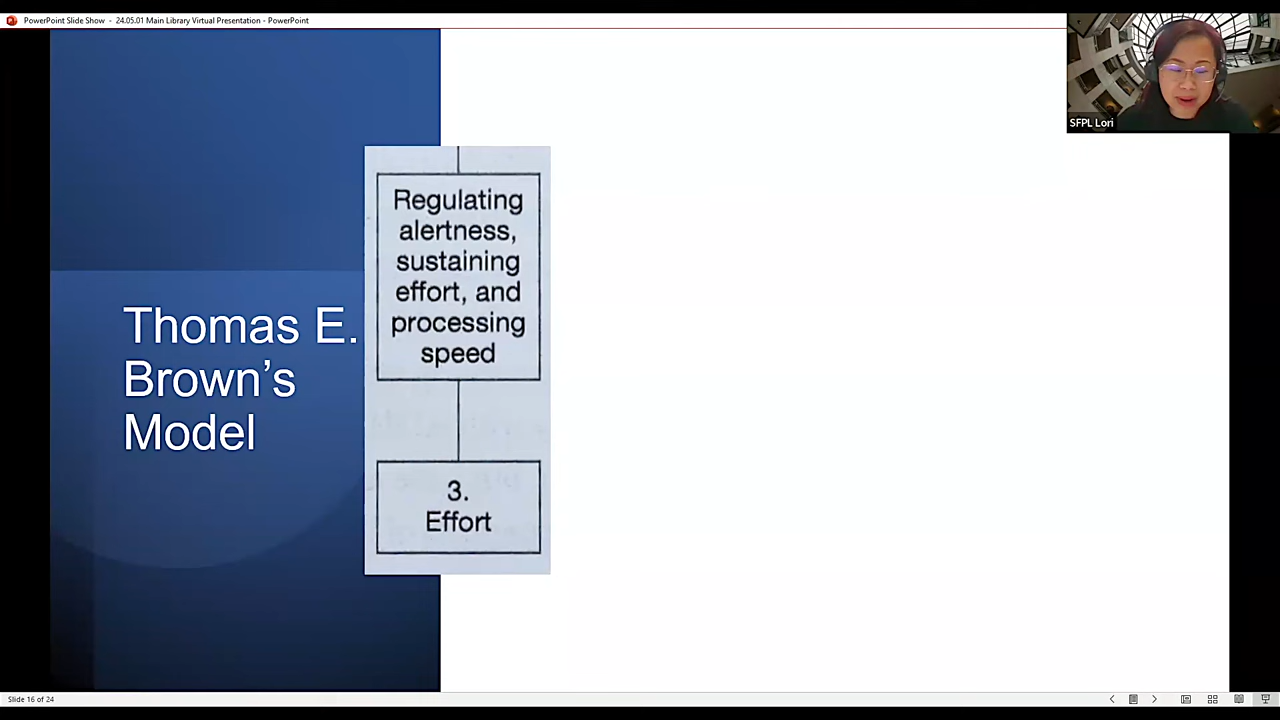 PowerPoint Slide Show - 24.05.01 Main Library Virtual Presentation - PowerPoint
SFPL Lori
Regulating
alertness,
sustaining
effort, and
processing
speed
Thomas E.
Brown’s
Model
3.
Effort
Slide 16 of 24